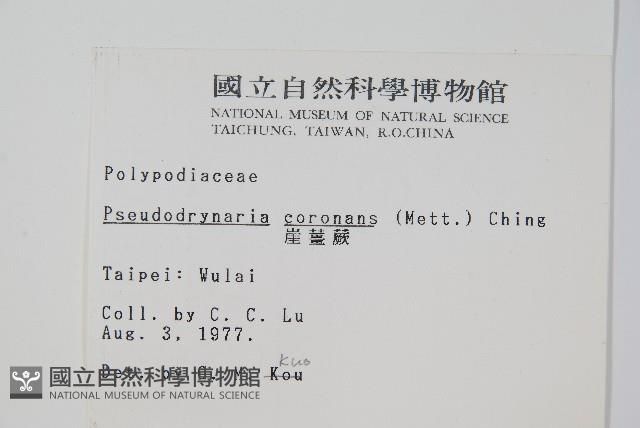 國立自然科學博物館
NATIONAL MUSEUM OF NATURAL SCIENCE
TAICHUNG, TAIWAN, R.O.CHINA
Polypodiaceae
Pseudodrynaria coronans (Mett.) Ching
崖薑蕨
Taipei: Wulai
Coll. by C. C. Lu
Aug. 3, 1977.
Kuo
Det. by Kou
國立自然科學博物館
NATIONAL MUSEUM OF NATURAL SCIENCE